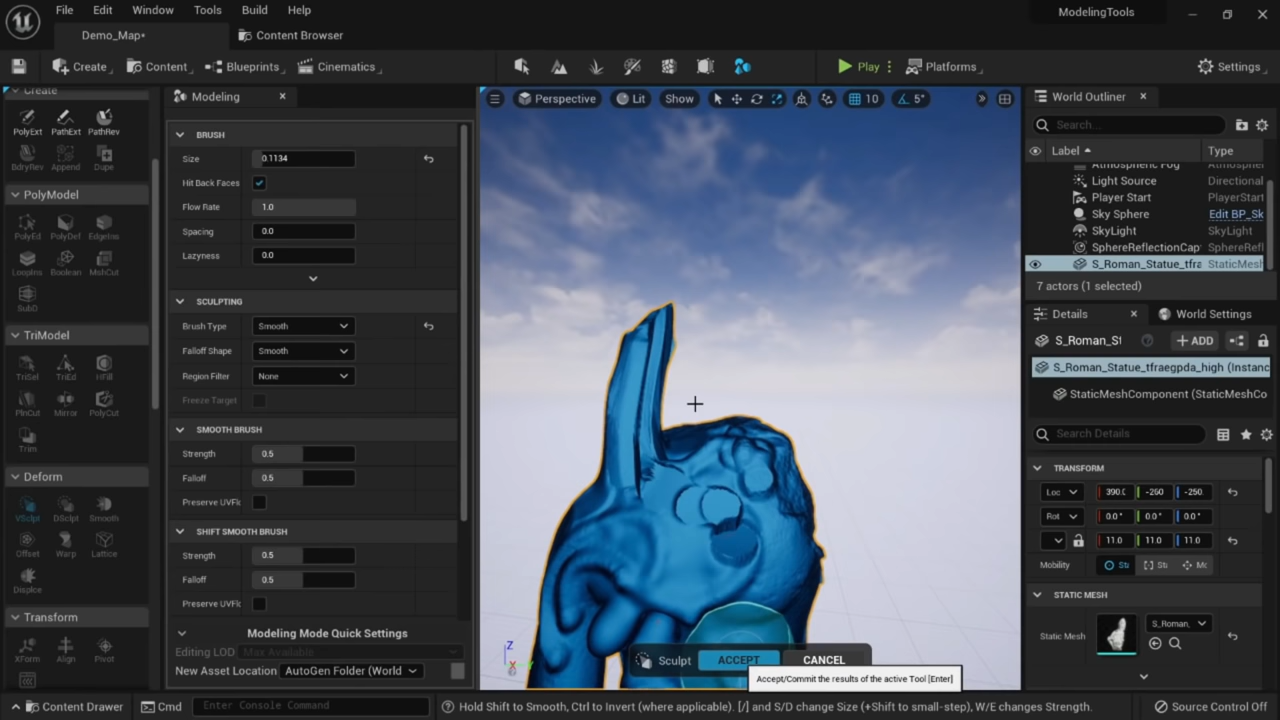 File Edit Window Tools Build Help
ModelingTools
Demo_Map•
Content Browser
Create
Content
Blueprints
Cinematics
Play
Platforms
Settings
Create
PolyExt PathExt PathRev
BdryRev Append Dupe
PolyModel
PolyEd PolyDef EdgeIns
LoopIns Boolean MshCut
SubD
TriModel
TriSel TriEd HFill
PlnCut Mirror PolyCut
Trim
Deform
VSclpt DSclpt Smooth
Offset Warp Lattice
Displce
Transform
XForm Align Pivot
Modeling
BRUSH
Size 0.1134
Hit Back Faces
Flow Rate 1.0
Spacing 0.0
Lazyness 0.0
SCULPTING
Brush Type Smooth
Falloff Shape Smooth
Region Filter None
Freeze Target
SMOOTH BRUSH
Strength 0.5
Falloff 0.5
Preserve UVFlo
SHIFT SMOOTH BRUSH
Strength 0.5
Falloff 0.5
Preserve UVFlo
Modeling Mode Quick Settings
Editing LOD Max Available
New Asset Location AutoGen Folder (World
Perspective Lit Show 10 5°
Z
X
Sculpt ACCEPT CANCEL
Accept/Commit the results of the active Tool [Enter]
World Outliner
Search...
Label Type
Atmospheric Fog Atmospheri
Light Source Directional
Player Start PlayerStart
Sky Sphere Edit BP_Sk
SkyLight SkyLight
SphereReflectionCap SphereRefl
S_Roman_Statue_tfra StaticMesh
7 actors (1 selected)
Details
World Settings
S_Roman_St
+ ADD
S_Roman_Statue_tfraegpda_high (Instanc
StaticMeshComponent (StaticMeshCo
Search Details
TRANSFORM
Loc 390.0 -260 -250.
Rot 0.0° 0.0° 0.0°
11.0 11.0 11.0
Mobility Sta Sta Mo
STATIC MESH
Static Mesh S_Roman_
Content Drawer
Cmd
Enter Console Command
Hold Shift to Smooth, Ctrl to Invert (where applicable). [/] and S/D change Size (+Shift to small-step), W/E changes Strength.
Source Control Off